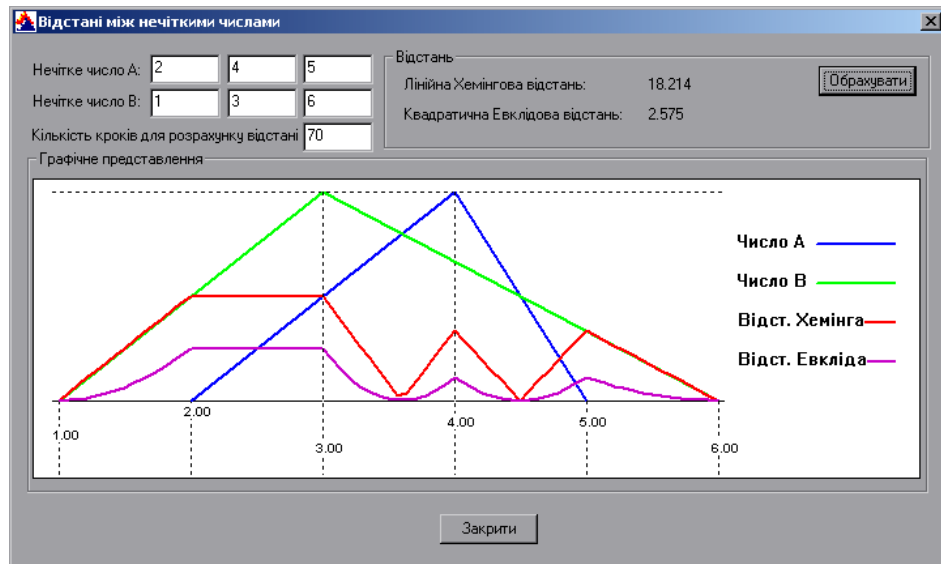 Відстані між нечіткими числами
Нечітке число A: 2 4 5
Нечітке число B: 1 3 6
Кількість кроків для розрахунку відстані 70
Відстань
Лінійна Хемінгова відстань: 18.214
Квадратична Евклідова відстань: 2.575
Обрахувати
Графічне представлення
Число A
Число B
Відст. Хемінга
Відст. Евкліда
1.00
2.00
3.00
4.00
5.00
6.00
Закрити